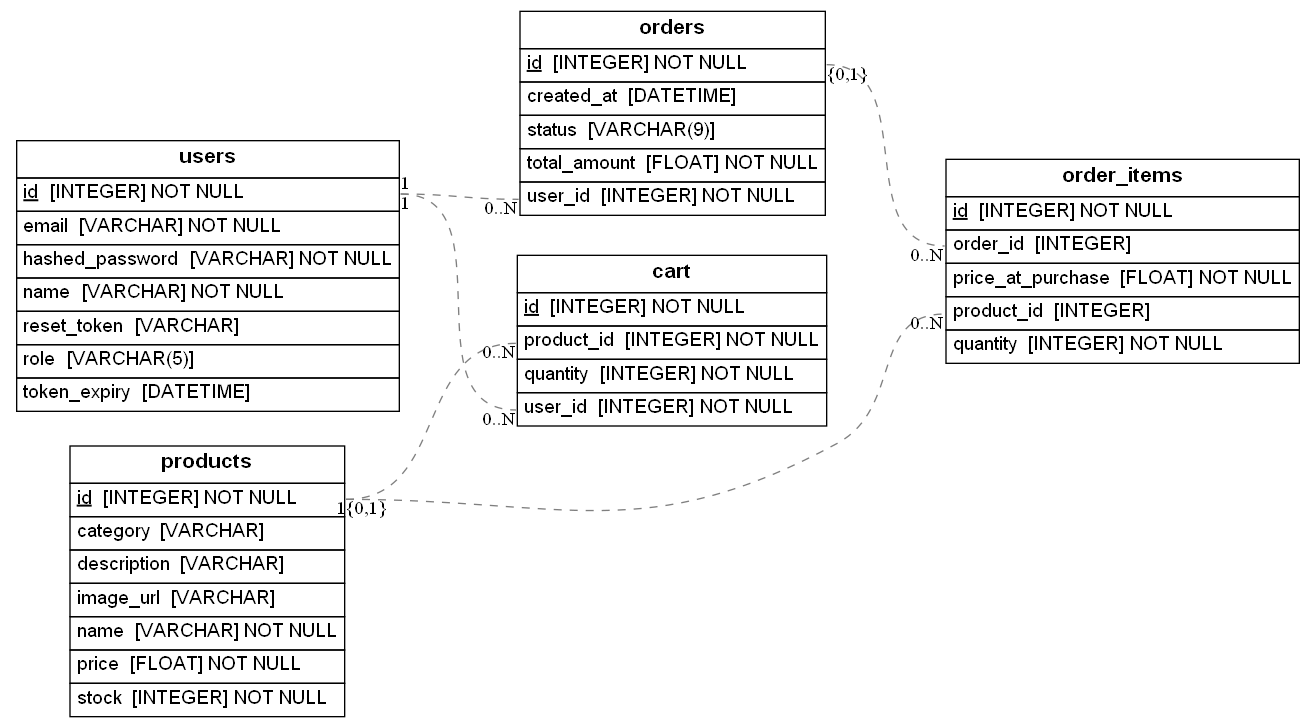 users
id [INTEGER] NOT NULL
email [VARCHAR] NOT NULL
hashed_password [VARCHAR] NOT NULL
name [VARCHAR] NOT NULL
reset_token [VARCHAR]
role [VARCHAR(5)]
token_expiry [DATETIME]
1
1
products
id [INTEGER] NOT NULL
category [VARCHAR]
description [VARCHAR]
image_url [VARCHAR]
name [VARCHAR] NOT NULL
price [FLOAT] NOT NULL
stock [INTEGER] NOT NULL
1{0,1}
orders
id [INTEGER] NOT NULL
created_at [DATETIME]
status [VARCHAR(9)]
total_amount [FLOAT] NOT NULL
user_id [INTEGER] NOT NULL
0..N
{0,1}
cart
id [INTEGER] NOT NULL
product_id [INTEGER] NOT NULL
quantity [INTEGER] NOT NULL
user_id [INTEGER] NOT NULL
0..N
0..N
order_items
id [INTEGER] NOT NULL
order_id [INTEGER]
price_at_purchase [FLOAT] NOT NULL
product_id [INTEGER]
quantity [INTEGER] NOT NULL
0..N
0..N